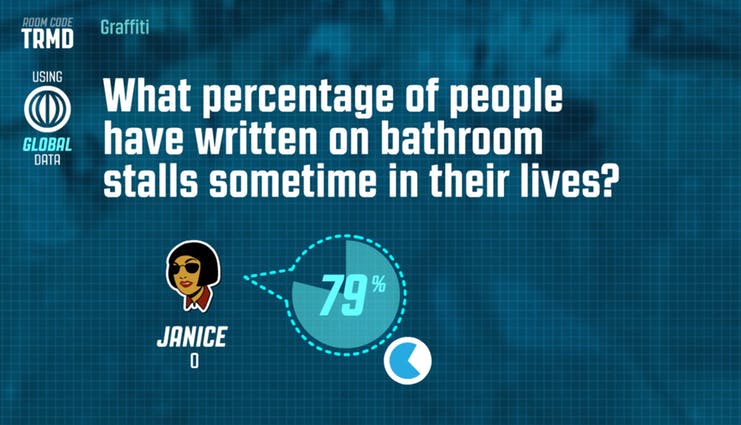 ROOM CODE
TRMD
Graffiti
USING
GLOBAL
DATA
What percentage of people
have written on bathroom
stalls sometime in their lives?
79%
JANICE
0